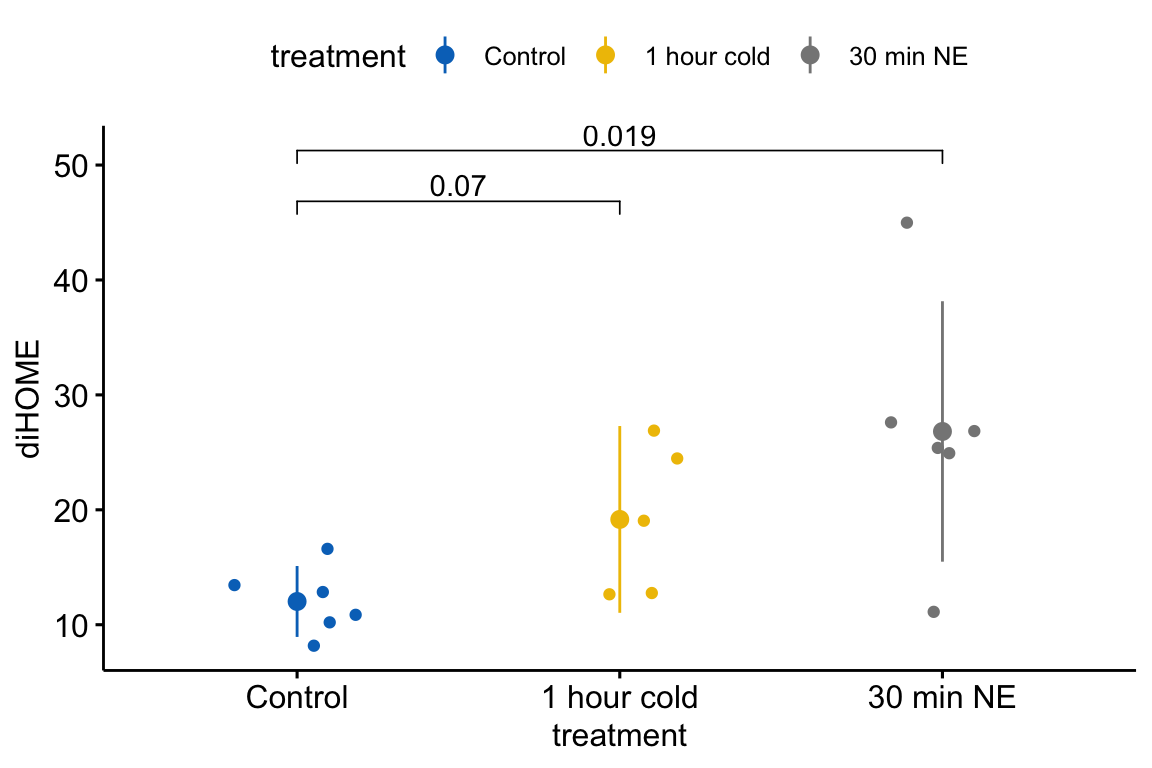 treatment Control 1 hour cold 30 min NE
0.019
0.07
50
40
30
20
10
diHOME
Control 1 hour cold 30 min NE
treatment